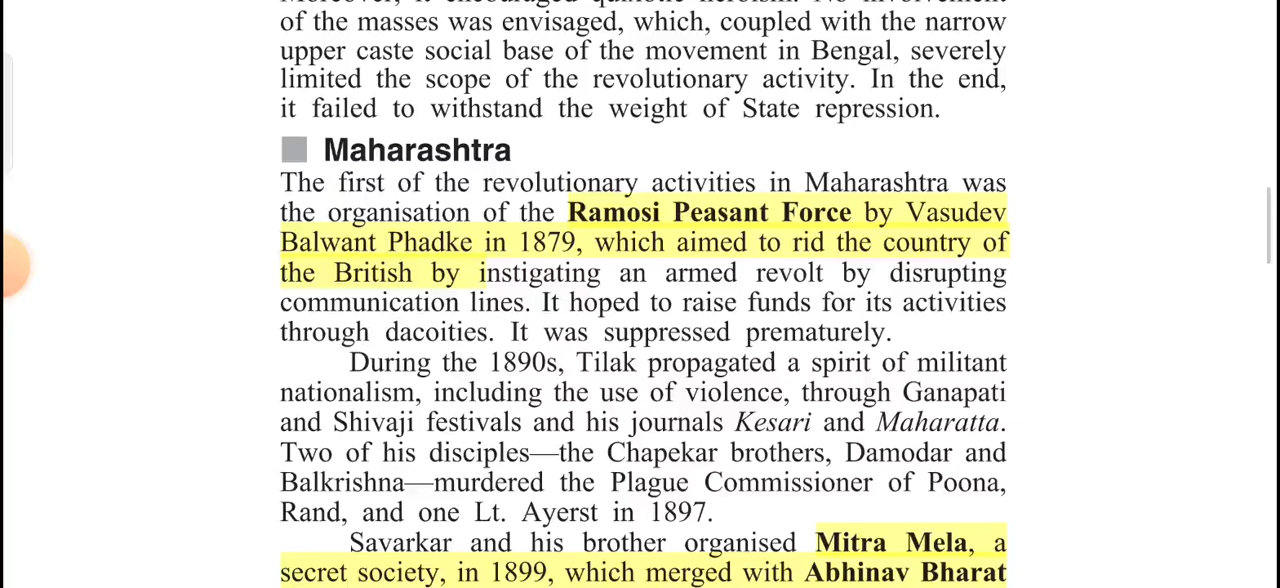 Moreover, it encouraged quixotic heroism. No involvement
of the masses was envisaged, which, coupled with the narrow
upper caste social base of the movement in Bengal, severely
limited the scope of the revolutionary activity. In the end,
it failed to withstand the weight of State repression.
Maharashtra
The first of the revolutionary activities in Maharashtra was
the organisation of the Ramosi Peasant Force by Vasudev
Balwant Phadke in 1879, which aimed to rid the country of
the British by instigating an armed revolt by disrupting
communication lines. It hoped to raise funds for its activities
through dacoities. It was suppressed prematurely.
During the 1890s, Tilak propagated a spirit of militant
nationalism, including the use of violence, through Ganapati
and Shivaji festivals and his journals Kesari and Maharatta.
Two of his disciples—the Chapekar brothers, Damodar and
Balkrishna—murdered the Plague Commissioner of Poona,
Rand, and one Lt. Ayerst in 1897.
Savarkar and his brother organised Mitra Mela, a
secret society, in 1899, which merged with Abhinav Bharat